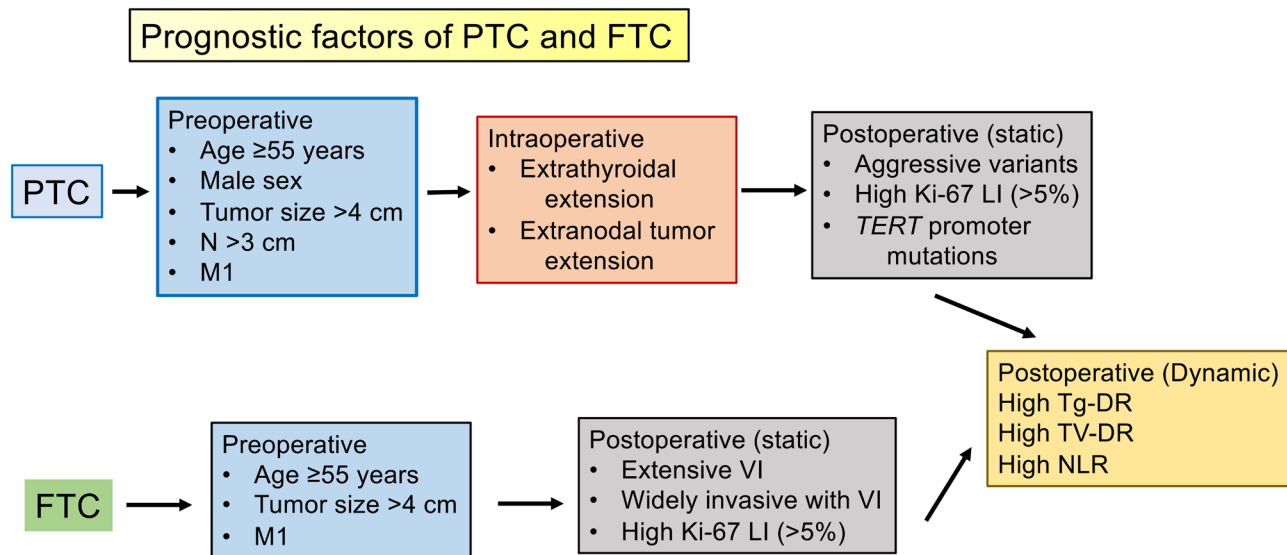 Prognostic factors of PTC and FTC
PTC
Preoperative
• Age ≥55 years
• Male sex
• Tumor size >4 cm
• N >3 cm
• M1
Intraoperative
• Extrathyroidal
extension
• Extranodal tumor
extension
Postoperative (static)
• Aggressive variants
• High Ki-67 LI (>5%)
• TERT promoter
mutations
FTC
Preoperative
• Age ≥55 years
• Tumor size >4 cm
• M1
Postoperative (static)
• Extensive VI
• Widely invasive with VI
• High Ki-67 LI (>5%)
Postoperative (Dynamic)
High Tg-DR
High TV-DR
High NLR